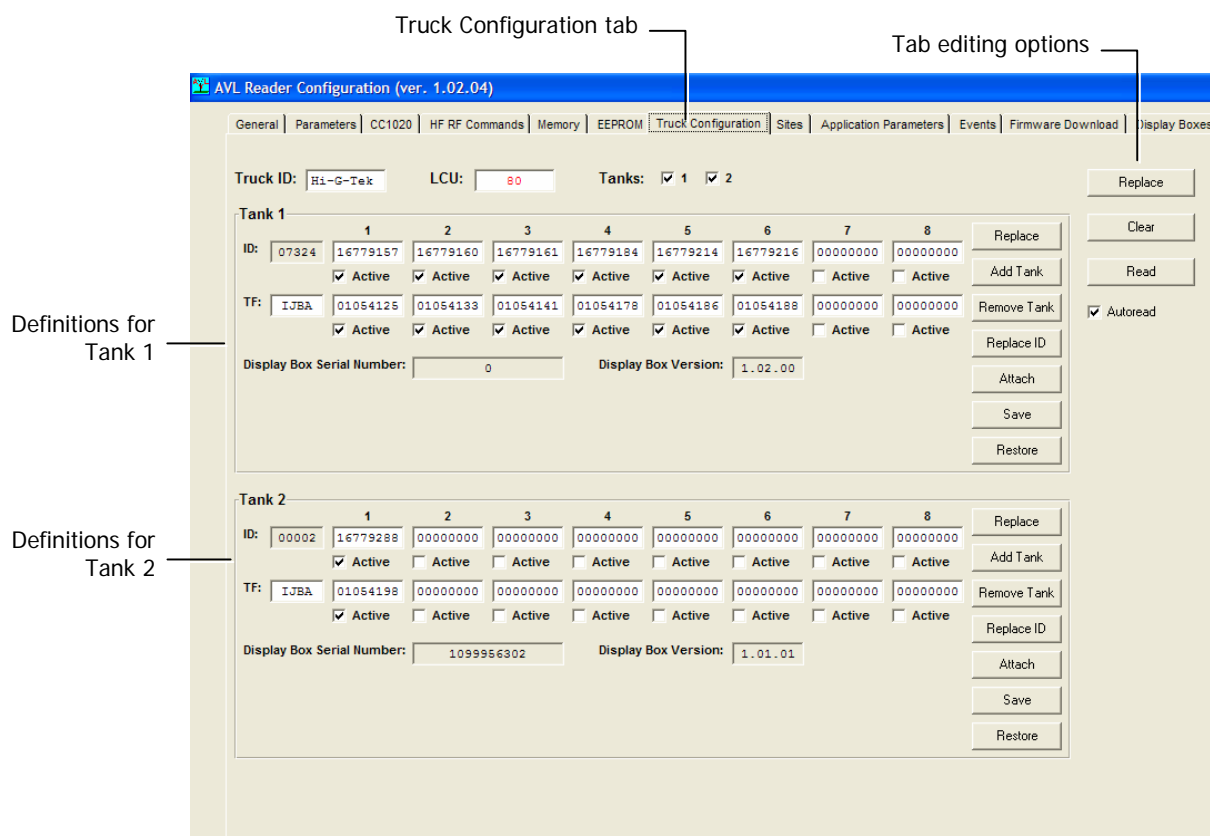 Truck Configuration tab
Tab editing options
AVL Reader Configuration (ver. 1.02.04)
General Parameters CC1020 HF RF Commands Memory EEPROM Truck Configuration Sites Application Parameters Events Firmware Download Display Boxes
Truck ID: Hi-G-Tek LCU: 80 Tanks: 1 2
Replace
Clear
Read
Autoread
Definitions for
Tank 1
Tank 1
1 2 3 4 5 6 7 8
ID: 07324 16779157 16779160 16779161 16779184 16779214 16779216 00000000 00000000
Active Active Active Active Active Active Active Active
TF: IJBA 01054125 01054133 01054141 01054178 01054186 01054188 00000000 00000000
Active Active Active Active Active Active Active Active
Display Box Serial Number: 0 Display Box Version: 1.02.00
Replace
Add Tank
Remove Tank
Replace ID
Attach
Save
Restore
Definitions for
Tank 2
Tank 2
1 2 3 4 5 6 7 8
ID: 00002 16779288 00000000 00000000 00000000 00000000 00000000 00000000 00000000
Active Active Active Active Active Active Active Active
TF: IJBA 01054198 00000000 00000000 00000000 00000000 00000000 00000000 00000000
Active Active Active Active Active Active Active Active
Display Box Serial Number: 1099956302 Display Box Version: 1.01.01
Replace
Add Tank
Remove Tank
Replace ID
Attach
Save
Restore